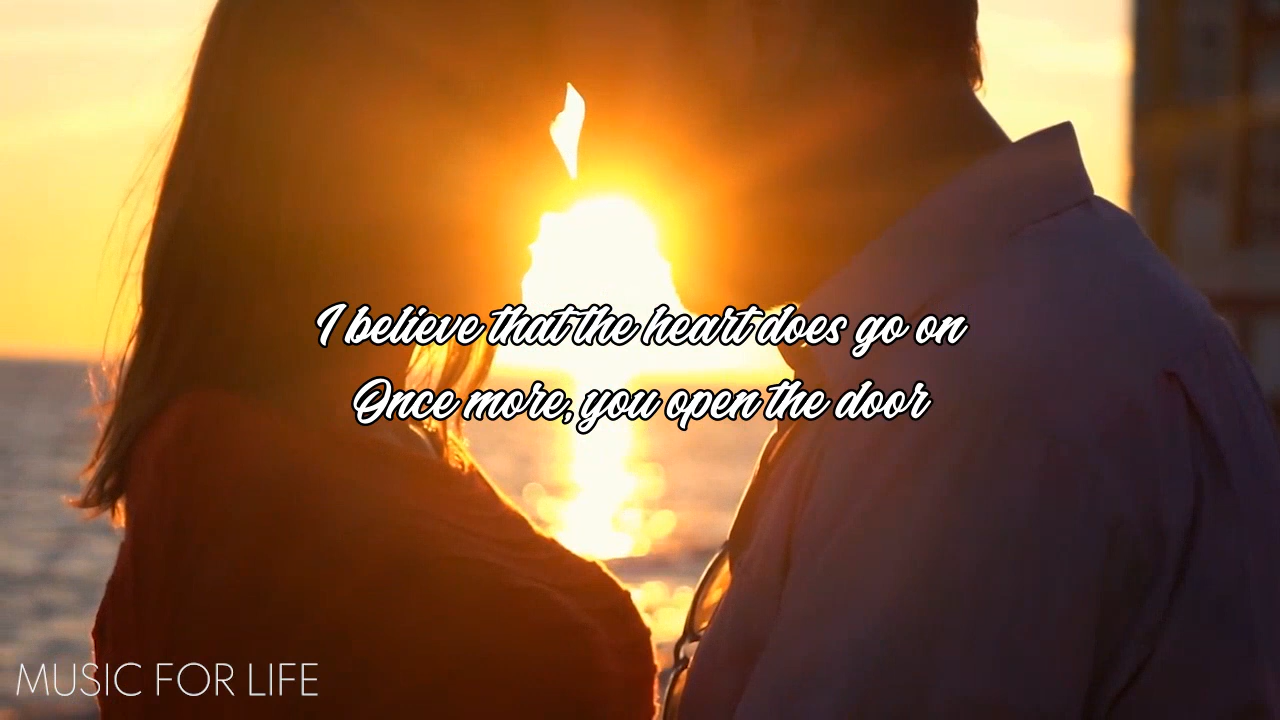 I believe that the heart does go on
Once more, you open the door
MUSIC FOR LIFE